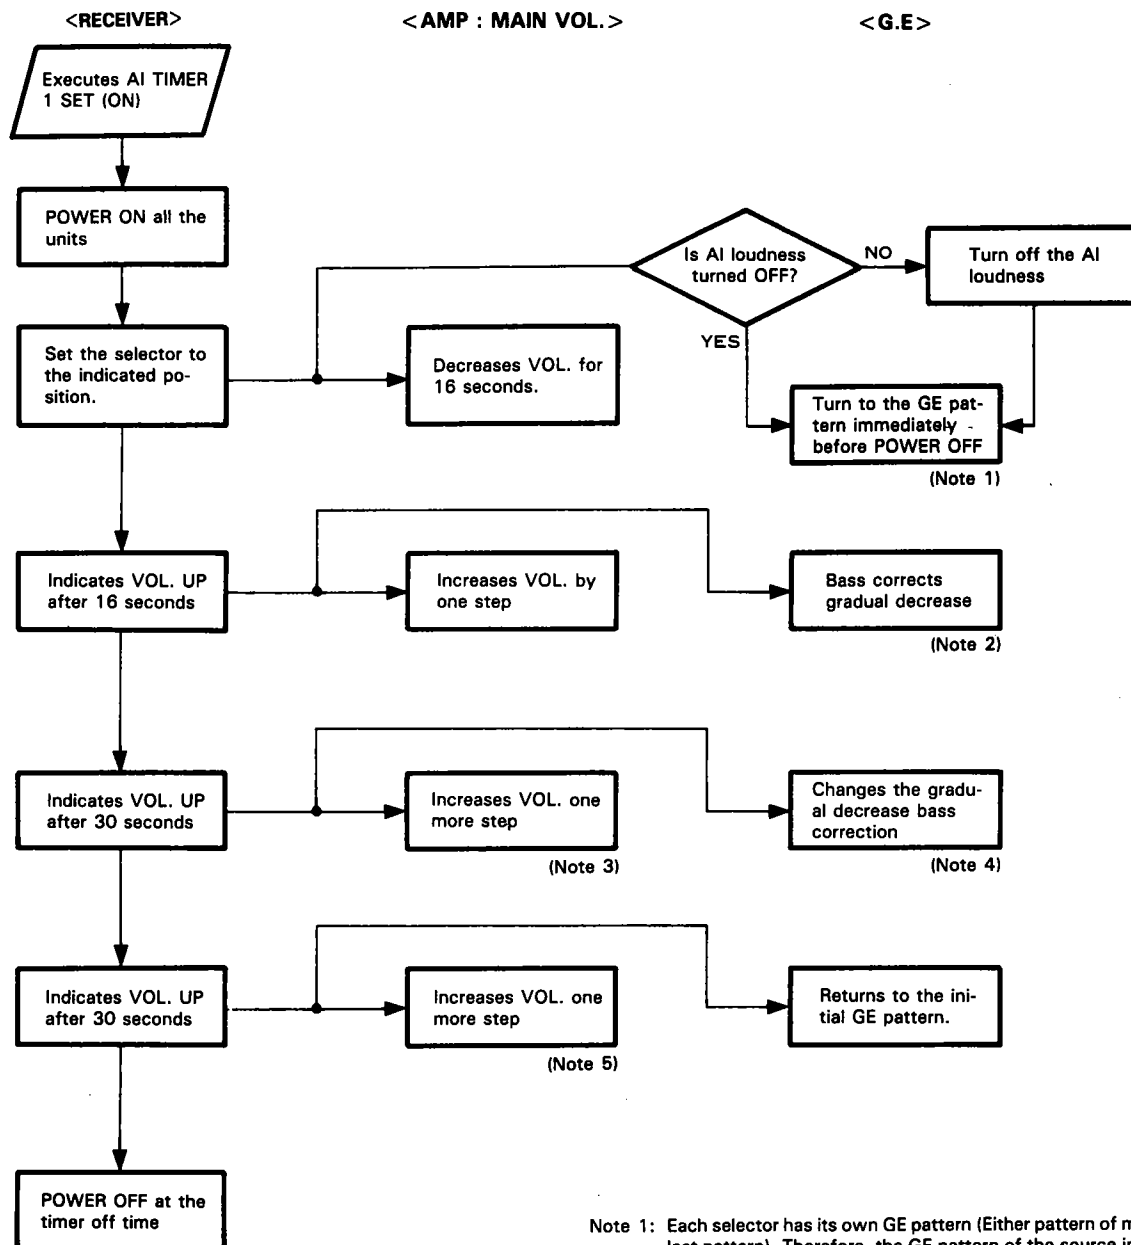 <RECEIVER>
<AMP : MAIN VOL.>
<G.E>
Executes AI TIMER
1 SET (ON)
POWER ON all the
units
Is AI loudness
turned OFF?
NO
Turn off the AI
loudness
YES
Set the selector to
the indicated po-
sition.
Decreases VOL. for
16 seconds.
Turn to the GE pat-
tern immediately
before POWER OFF
(Note 1)
Indicates VOL. UP
after 16 seconds
Increases VOL. by
one step
Bass corrects
gradual decrease
(Note 2)
Indicates VOL. UP
after 30 seconds
Increases VOL. one
more step
(Note 3)
Changes the gradu-
al decrease bass
correction
(Note 4)
Indicates VOL. UP
after 30 seconds
Increases VOL. one
more step
(Note 5)
Returns to the ini-
tial GE pattern.
POWER OFF at the
timer off time
Note 1: Each selector has its own GE pattern (Either pattern of